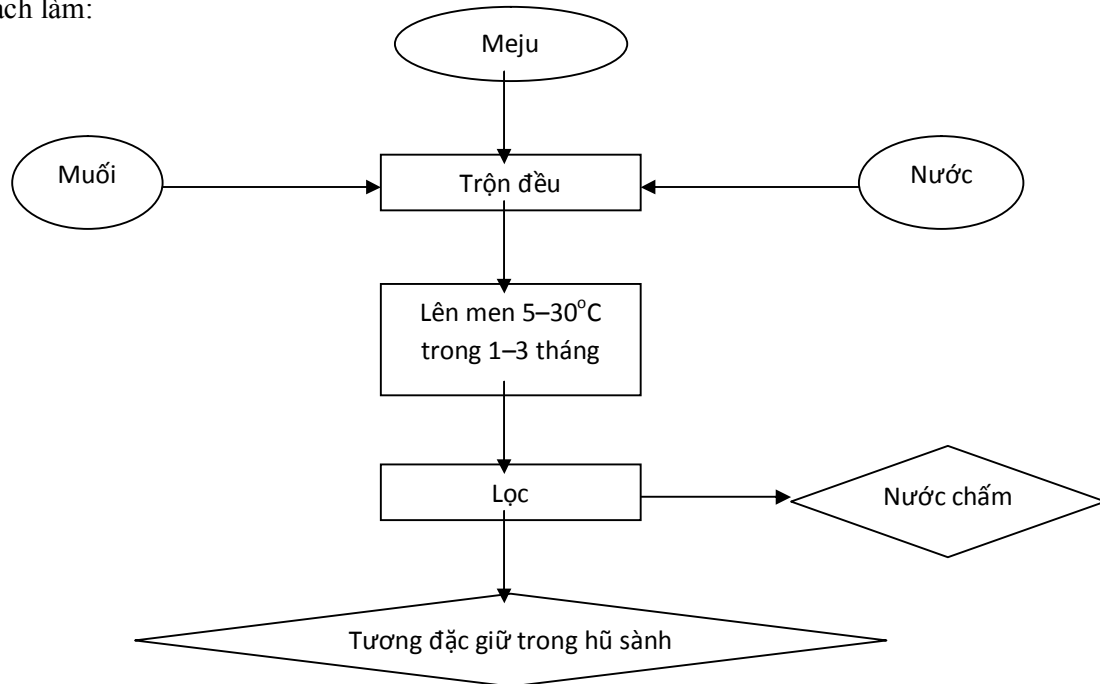 ách làm:
Meju
Muối
Trộn đều
Nước
Lên men 5–30°C
trong 1–3 tháng
Lọc
Nước chấm
Tương đặc giữ trong hũ sành